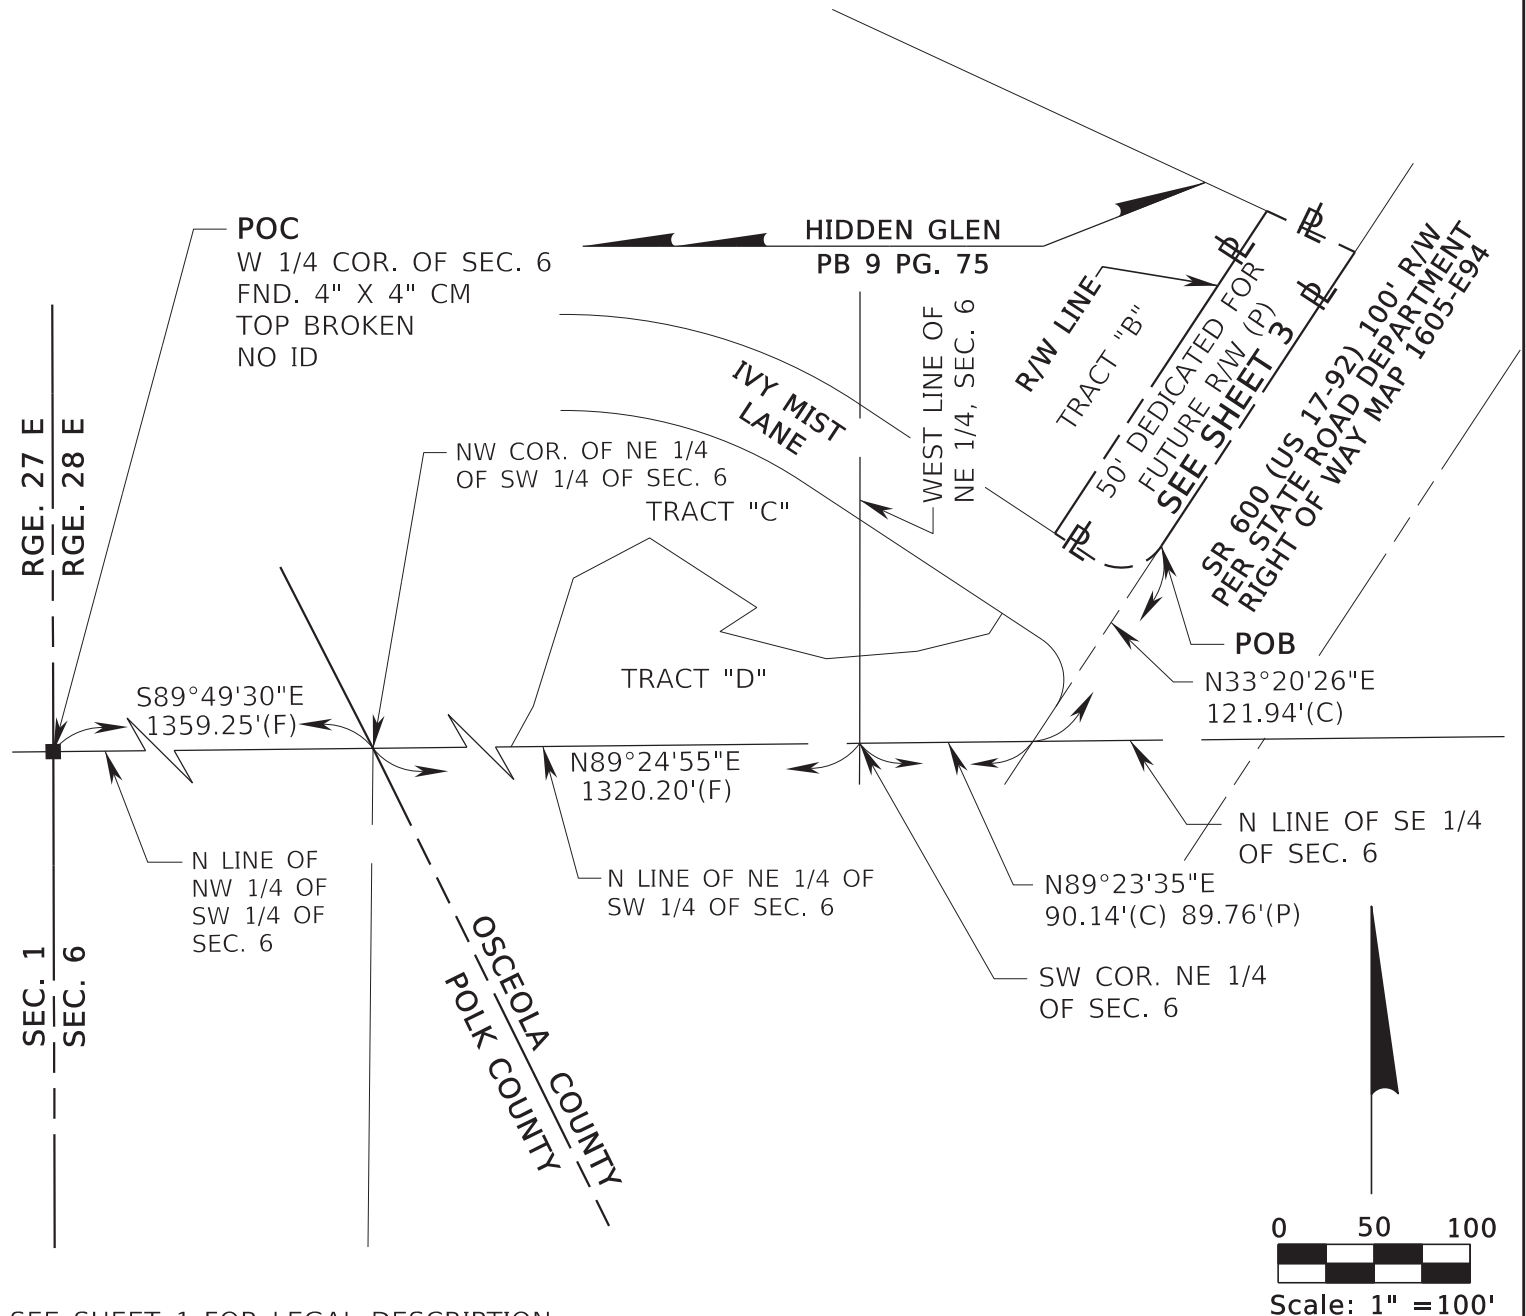 POC
W 1/4 COR. OF SEC. 6
FND. 4" X 4" CM
TOP BROKEN
NO ID
HIDDEN GLEN
PB 9 PG. 75
RGE. 27 E
RGE. 28 E
NW COR. OF NE 1/4
OF SW 1/4 OF SEC. 6
IVY MIST
LANE
WEST LINE OF
NE 1/4, SEC. 6
R/W LINE
TRACT "B"
50' DEDICATED FOR
FUTURE R/W (P)
SEE SHEET 3
SR 600 (US 17-92) 100' R/W
PER STATE ROAD DEPARTMENT
RIGHT OF WAY MAP 1605-E94
TRACT "C"
TRACT "D"
POB
N33°20'26"E
121.94'(C)
S89°49'30"E
1359.25'(F)
N89°24'55"E
1320.20'(F)
N LINE OF
NW 1/4 OF
SW 1/4 OF
SEC. 6
N LINE OF NE 1/4 OF
SW 1/4 OF SEC. 6
N89°23'35"E
90.14'(C) 89.76'(P)
N LINE OF SE 1/4
OF SEC. 6
SW COR. NE 1/4
OF SEC. 6
SEC. 1
SEC. 6
OSCEOLA COUNTY
POLK COUNTY
0 50 100
Scale: 1" =100'
SEE SHEET 1 FOR LEGAL DESCRIPTION